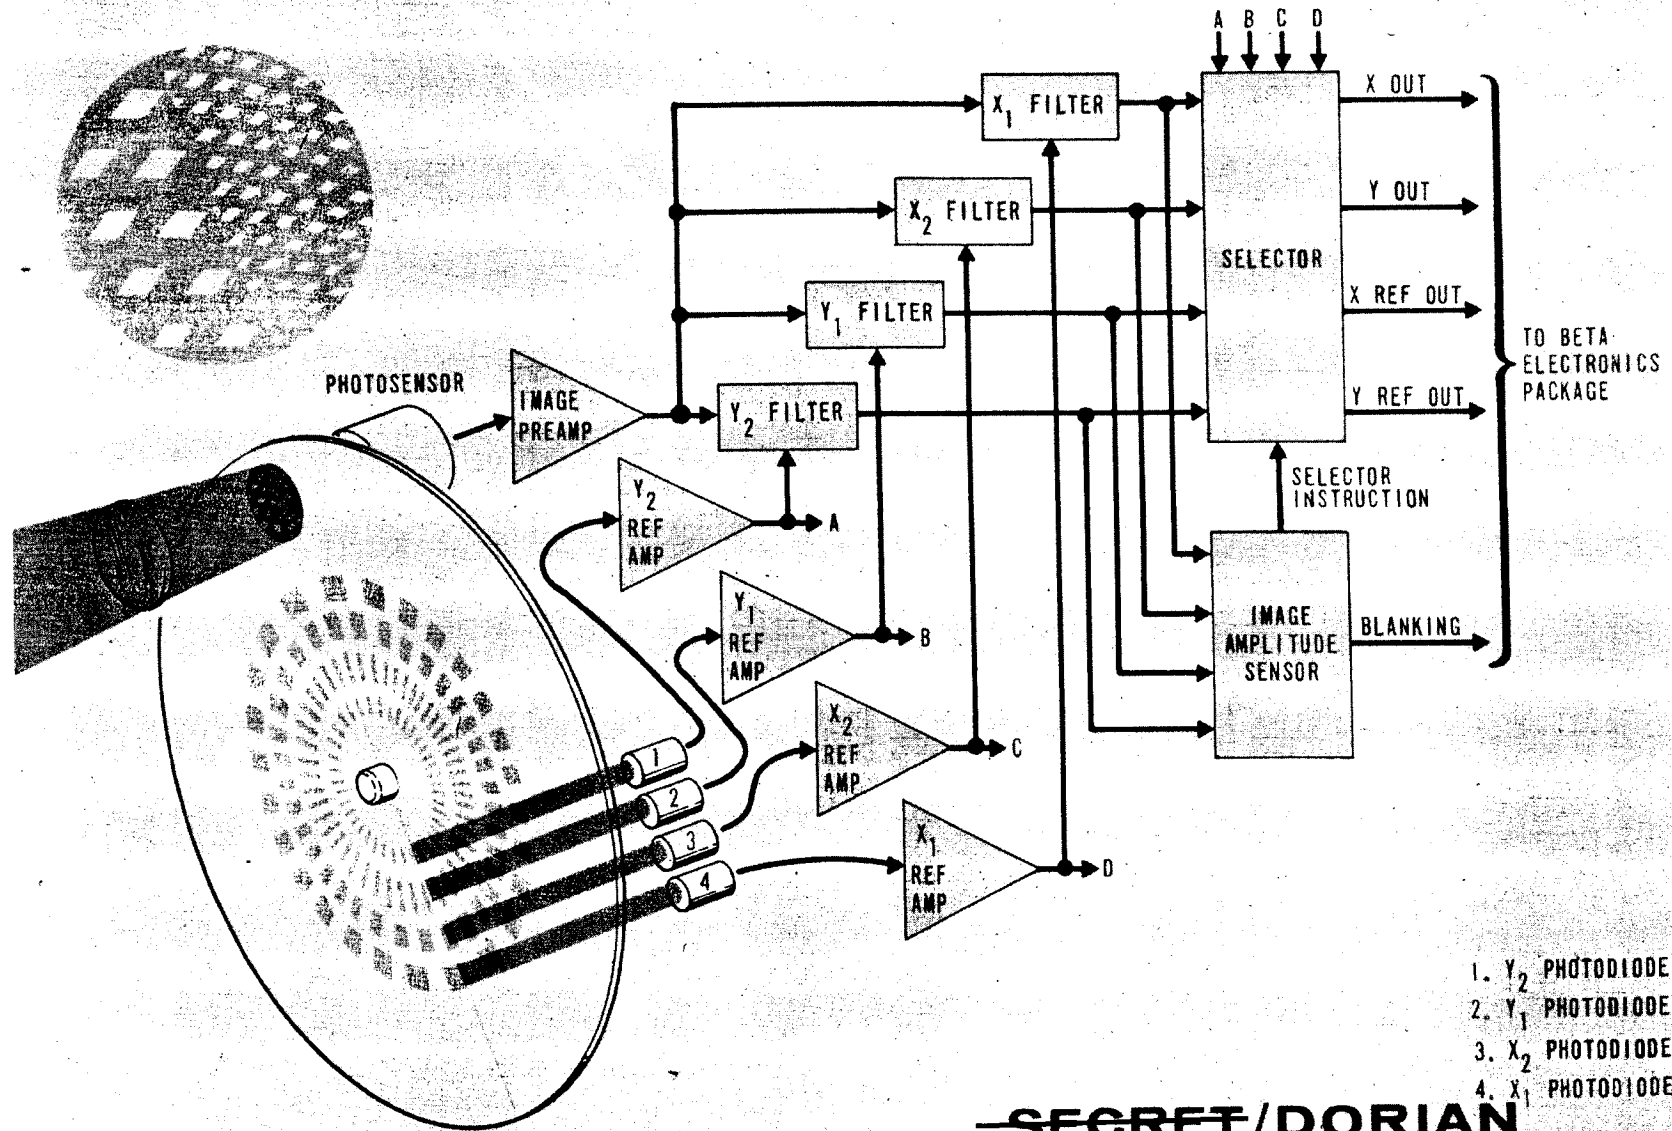 A B C D
X1 FILTER
X OUT
X2 FILTER
Y OUT
SELECTOR
Y1 FILTER
X REF OUT
TO BETA
ELECTRONICS
PACKAGE
PHOTOSENSOR
IMAGE
PREAMP
Y2 FILTER
Y REF OUT
SELECTOR
INSTRUCTION
Y2
REF
AMP
A
Y1
REF
AMP
B
IMAGE
AMPLITUDE
SENSOR
BLANKING
X2
REF
AMP
C
X1
REF
AMP
D
1
2
3
4
1. Y2 PHOTODIODE
2. Y1 PHOTODIODE
3. X2 PHOTODIODE
4. X1 PHOTODIODE
SECRET/DORIAN